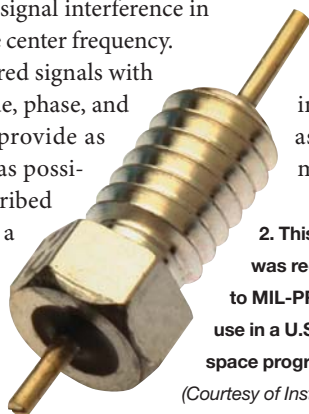 signal interference in
e center frequency.
red signals with
e, phase, and
provide as
as possi-
ribed
a
in
as
2. This
was re
to MIL-P
use in a U.S
space progr
(Courtesy of Ins